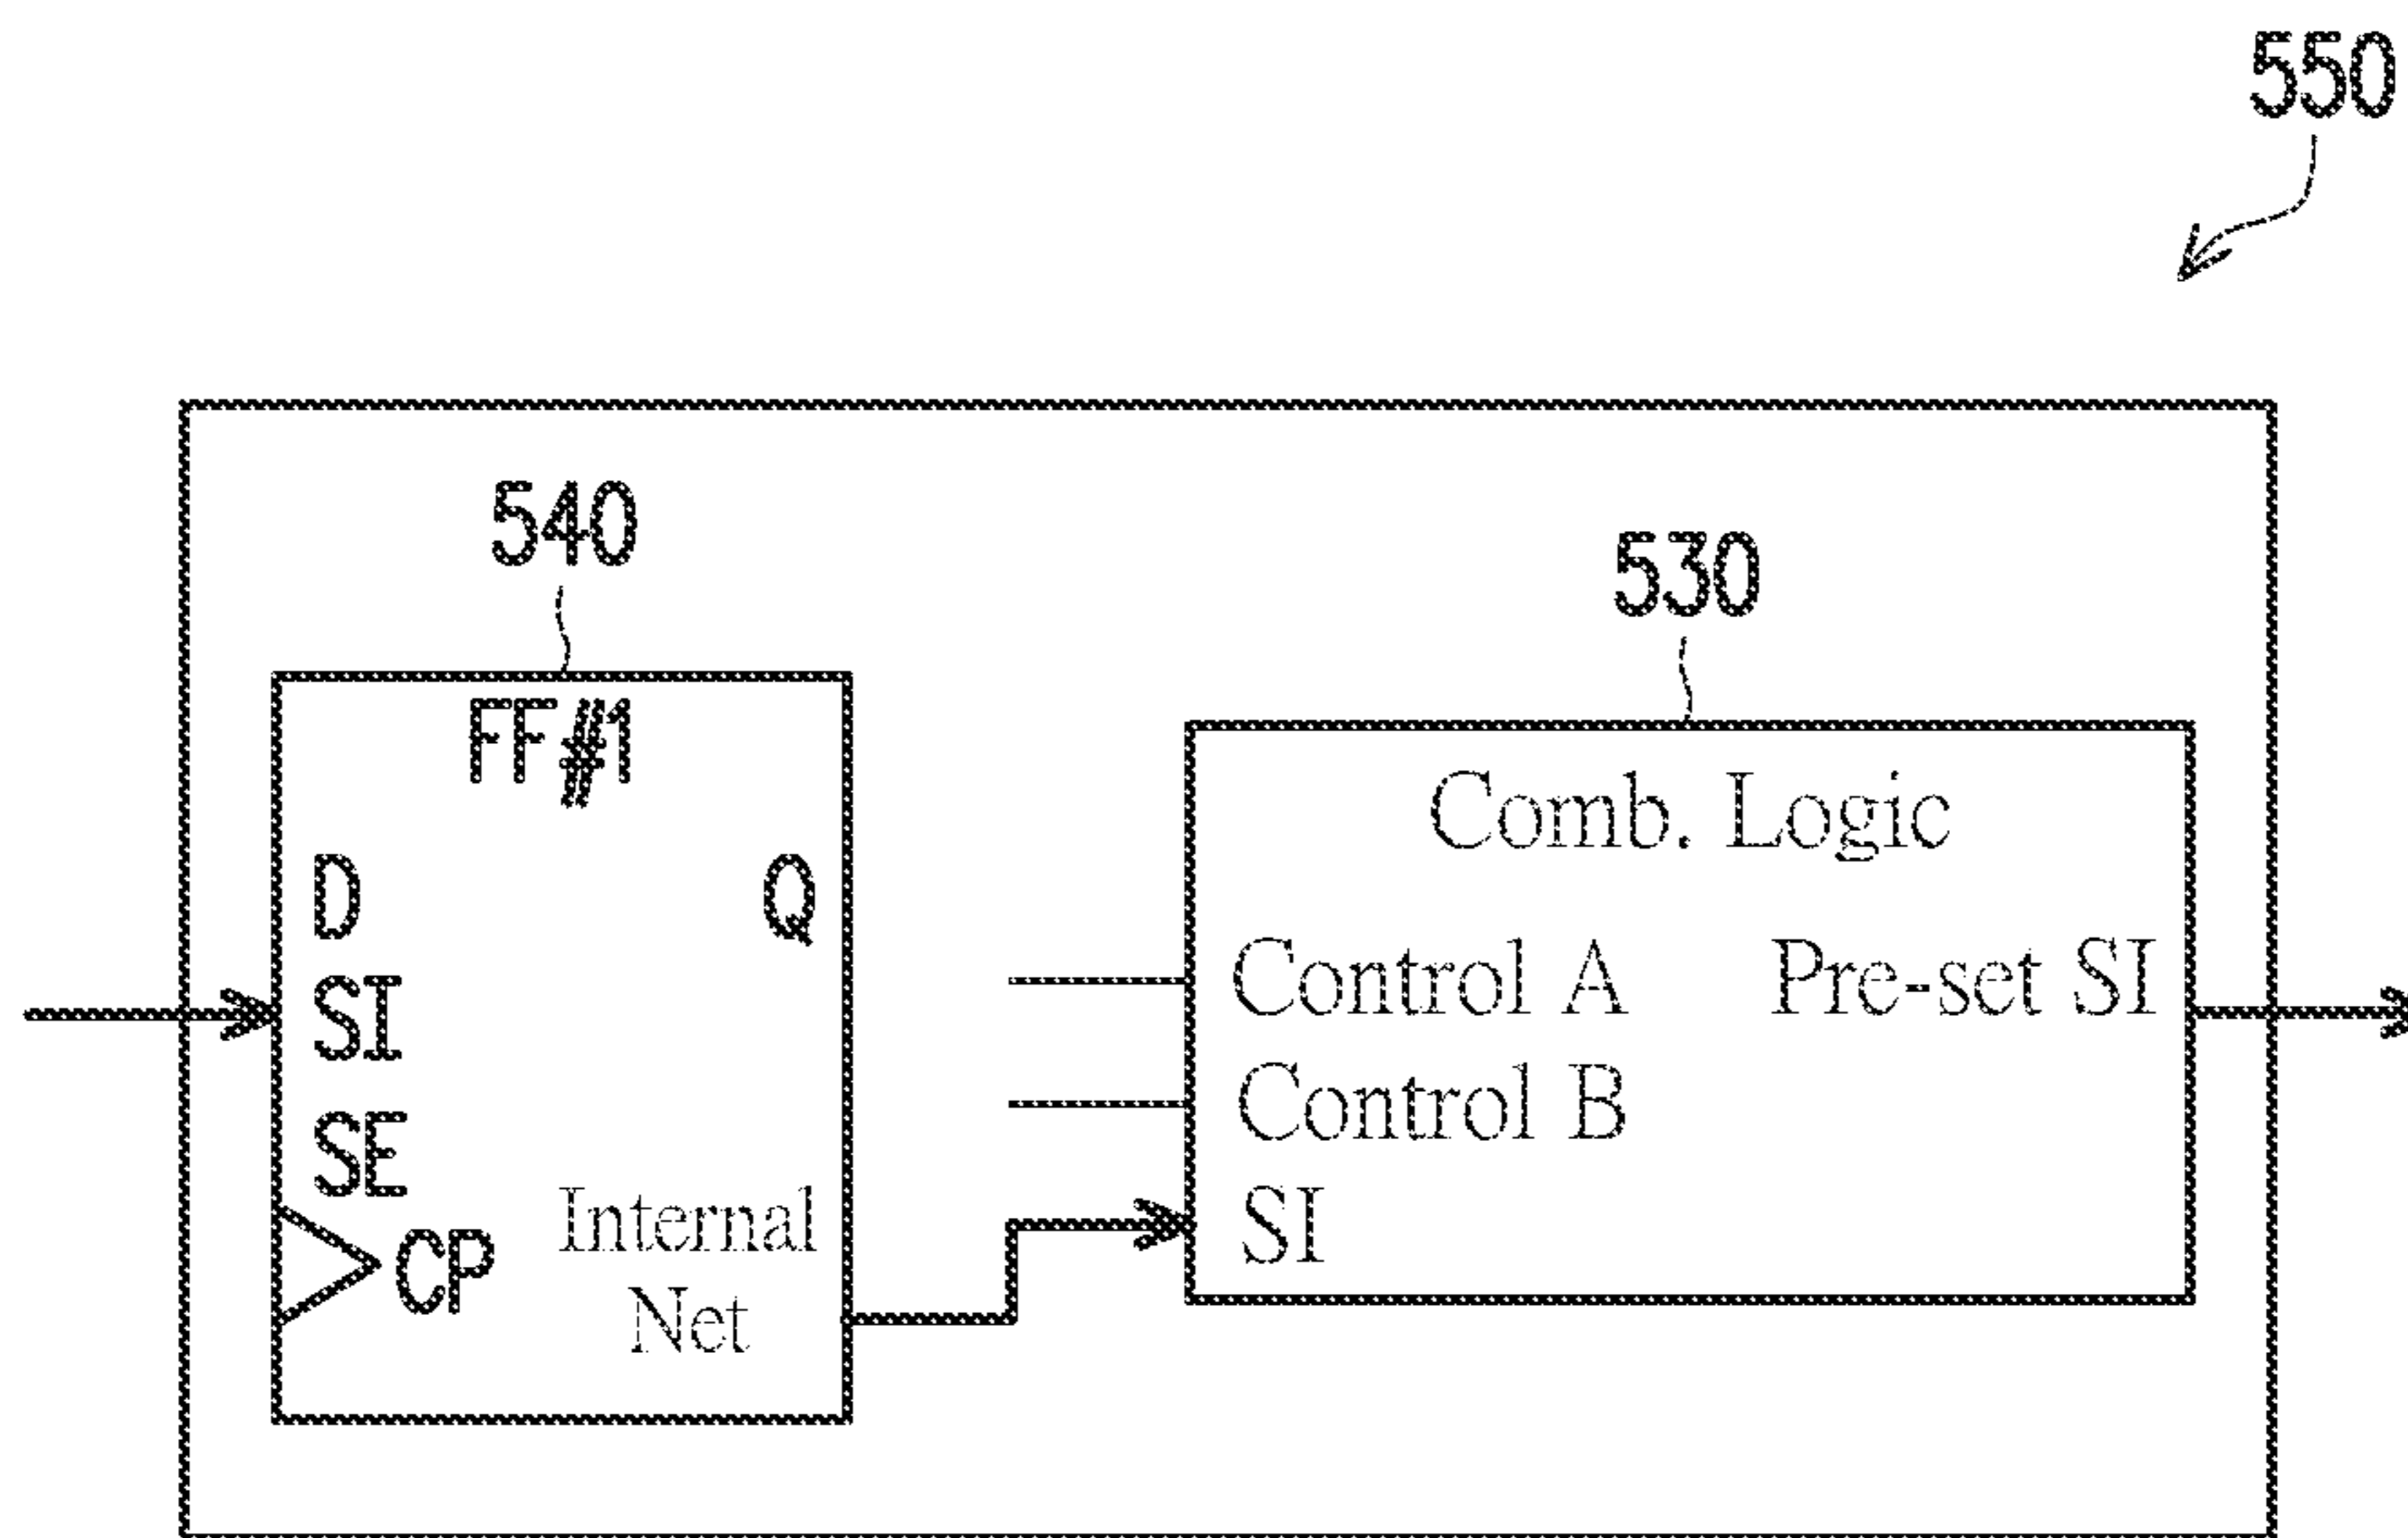 550
540
530
FF#1
Comb. Logic
D
Q
Control A
Pre-set SI
SI
Control B
SE
SI
Internal
CP
Net